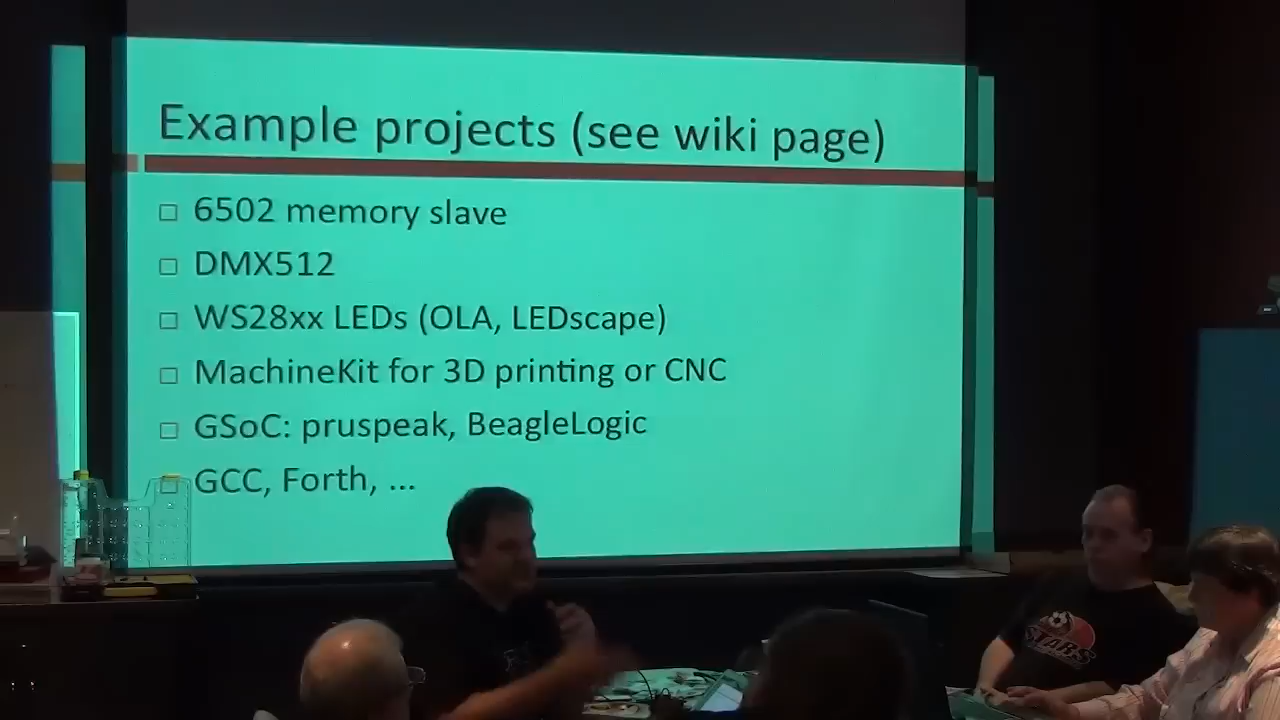 Example projects (see wiki page)
6502 memory slave
DMX512
WS28xx LEDs (OLA, LEDscape)
MachineKit for 3D printing or CNC
GSoC: pruspeak, BeagleLogic
GCC, Forth, ...
STARS